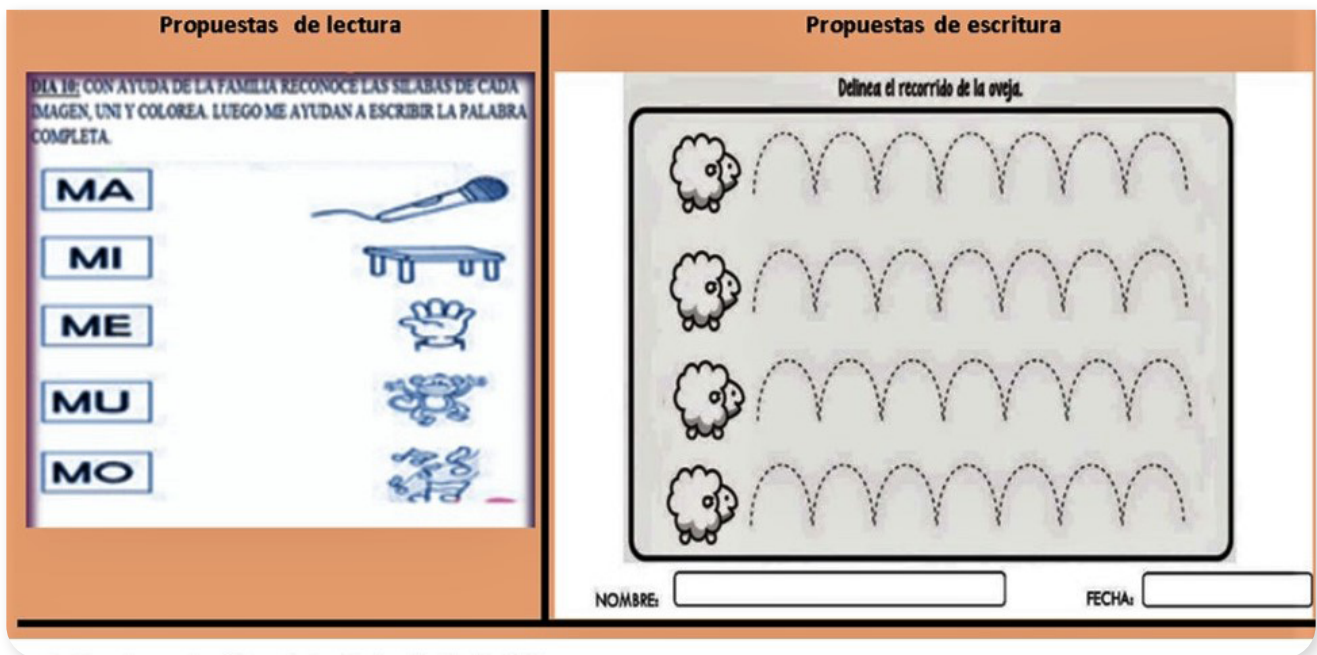 Propuestas de lectura
DIA 10: CON AYUDA DE LA FAMILIA RECONOCE LAS SILABAS DE CADA
IMAGEN, UNI Y COLOREA. LUEGO ME AYUDAN A ESCRIBIR LA PALABRA
COMPLETA.
MA
MI
ME
MU
MO
Propuestas de escritura
Delinea el recorrido de la oveja.
NOMBRE:
FECHA: